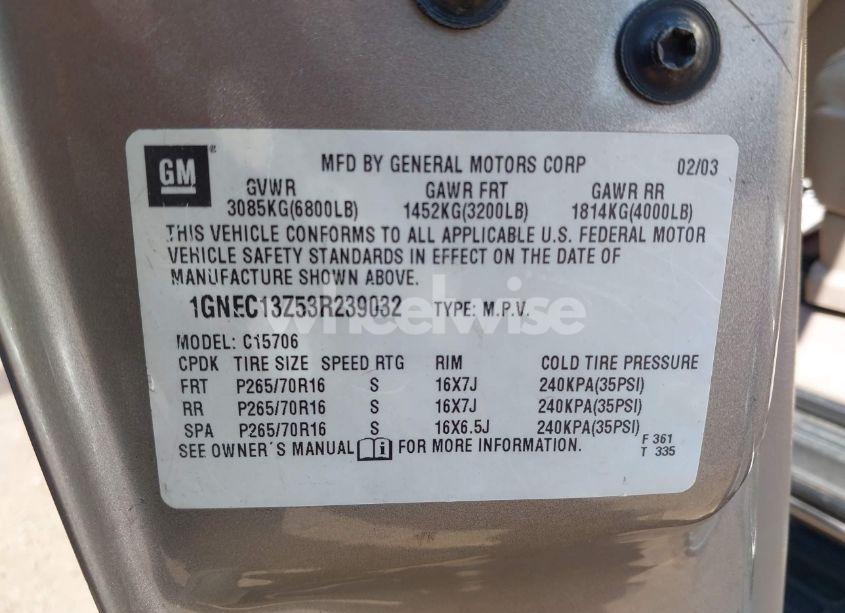 GM
MFD BY GENERAL MOTORS CORP 02/03
GVWR GAWR FRT GAWR RR
3085KG(6800LB) 1452KG(3200LB) 1814KG(4000LB)
THIS VEHICLE CONFORMS TO ALL APPLICABLE U.S. FEDERAL MOTOR
VEHICLE SAFETY STANDARDS IN EFFECT ON THE DATE OF
MANUFACTURE SHOWN ABOVE.
1GNEC13Z53R239032 TYPE: M.P.V.
wheelwise
MODEL: C15706
CPDK TIRE SIZE SPEED RTG RIM COLD TIRE PRESSURE
FRT P265/70R16 S 16X7J 240KPA(35PSI)
RR P265/70R16 S 16X7J 240KPA(35PSI)
SPA P265/70R16 S 16X6.5J 240KPA(35PSI)
SEE OWNER'S MANUAL FOR MORE INFORMATION.
F 361
T 335